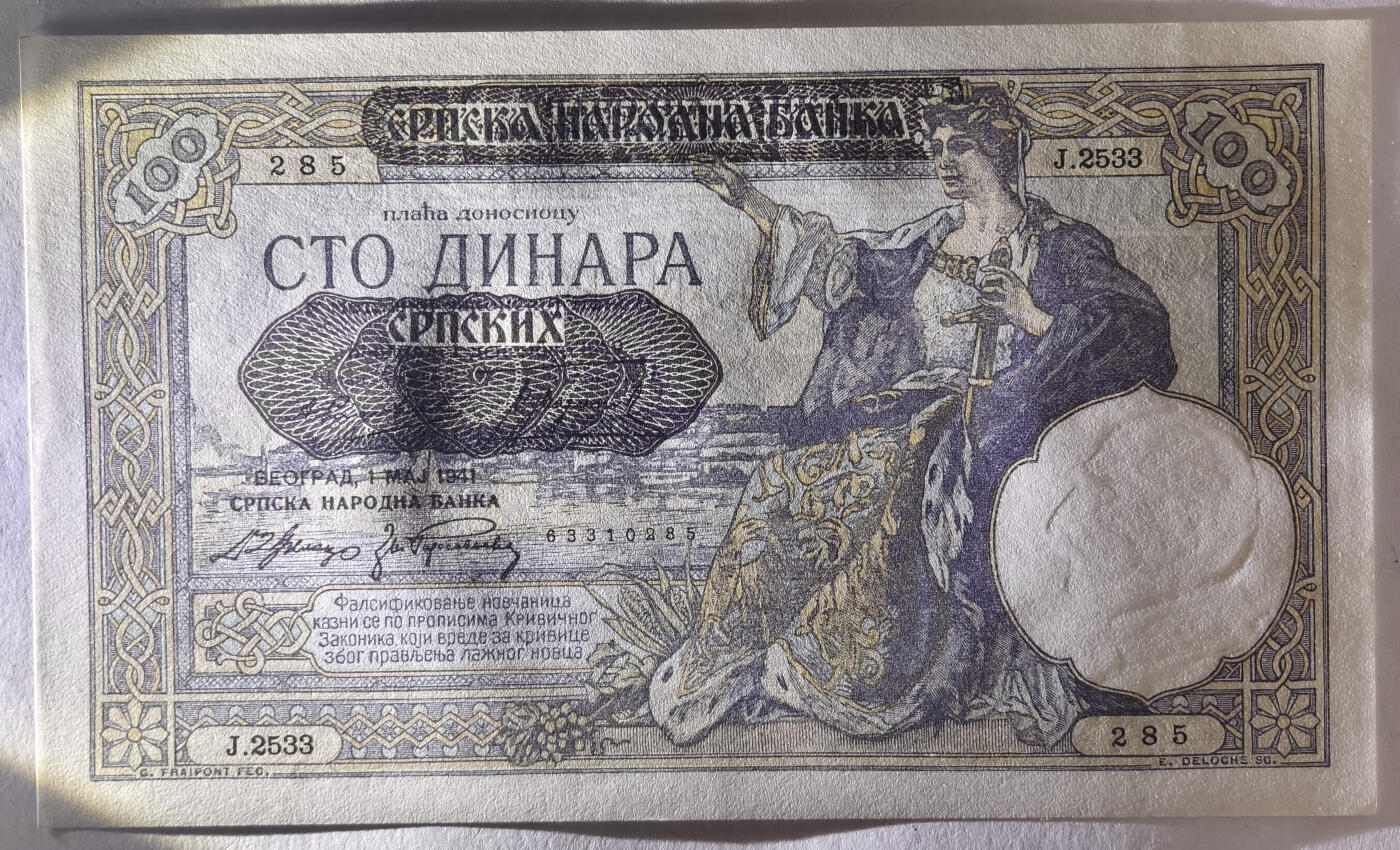 СРПСКА НАРОДНА БАНКА
100
285
J.2533
100
плаћа доносиоцу
СТО ДИНАРА
СРПСКИХ
БЕОГРАД, 1 МАЈ 1941
СРПСКА НАРОДНА БАНКА
63310285
Фалсификовање новчаница
казни се по прописима Кривичног
Законика, који вреде за кривице
због прављења лажног новца.
J.2533
285
G. FRAIPONT FEC.
E. DELOCHE SC.